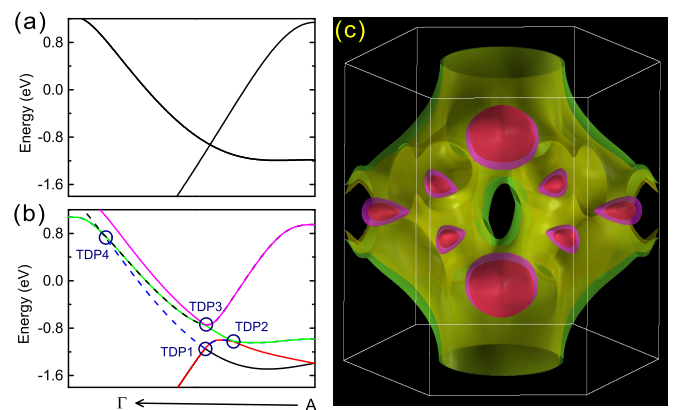 (a)
Energy (eV)
0.8
0.0
-0.8
-1.6
(b)
Energy (eV)
0.8
0.0
-0.8
-1.6
TDP4
TDP3
TDP2
TDP1
Γ
A
(c)